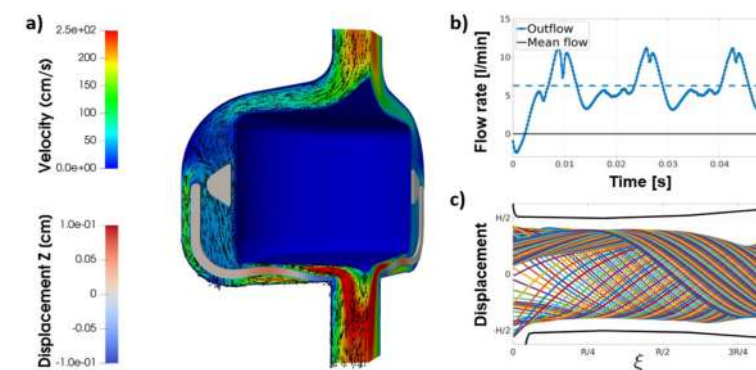 a)
2.5e+02
200
150
100
50
0.0e+00
Velocity (cm/s)
1.0e-01
0.05
0
-0.05
-1.0e-01
Displacement Z (cm)
b)
Outflow
Mean flow
15
10
5
0
Flow rate [l/min]
0 0.01 0.02 0.03 0.04
Time [s]
c)
H/2
0
-H/2
Displacement
0 R/4 R/2 3R/4
ξ